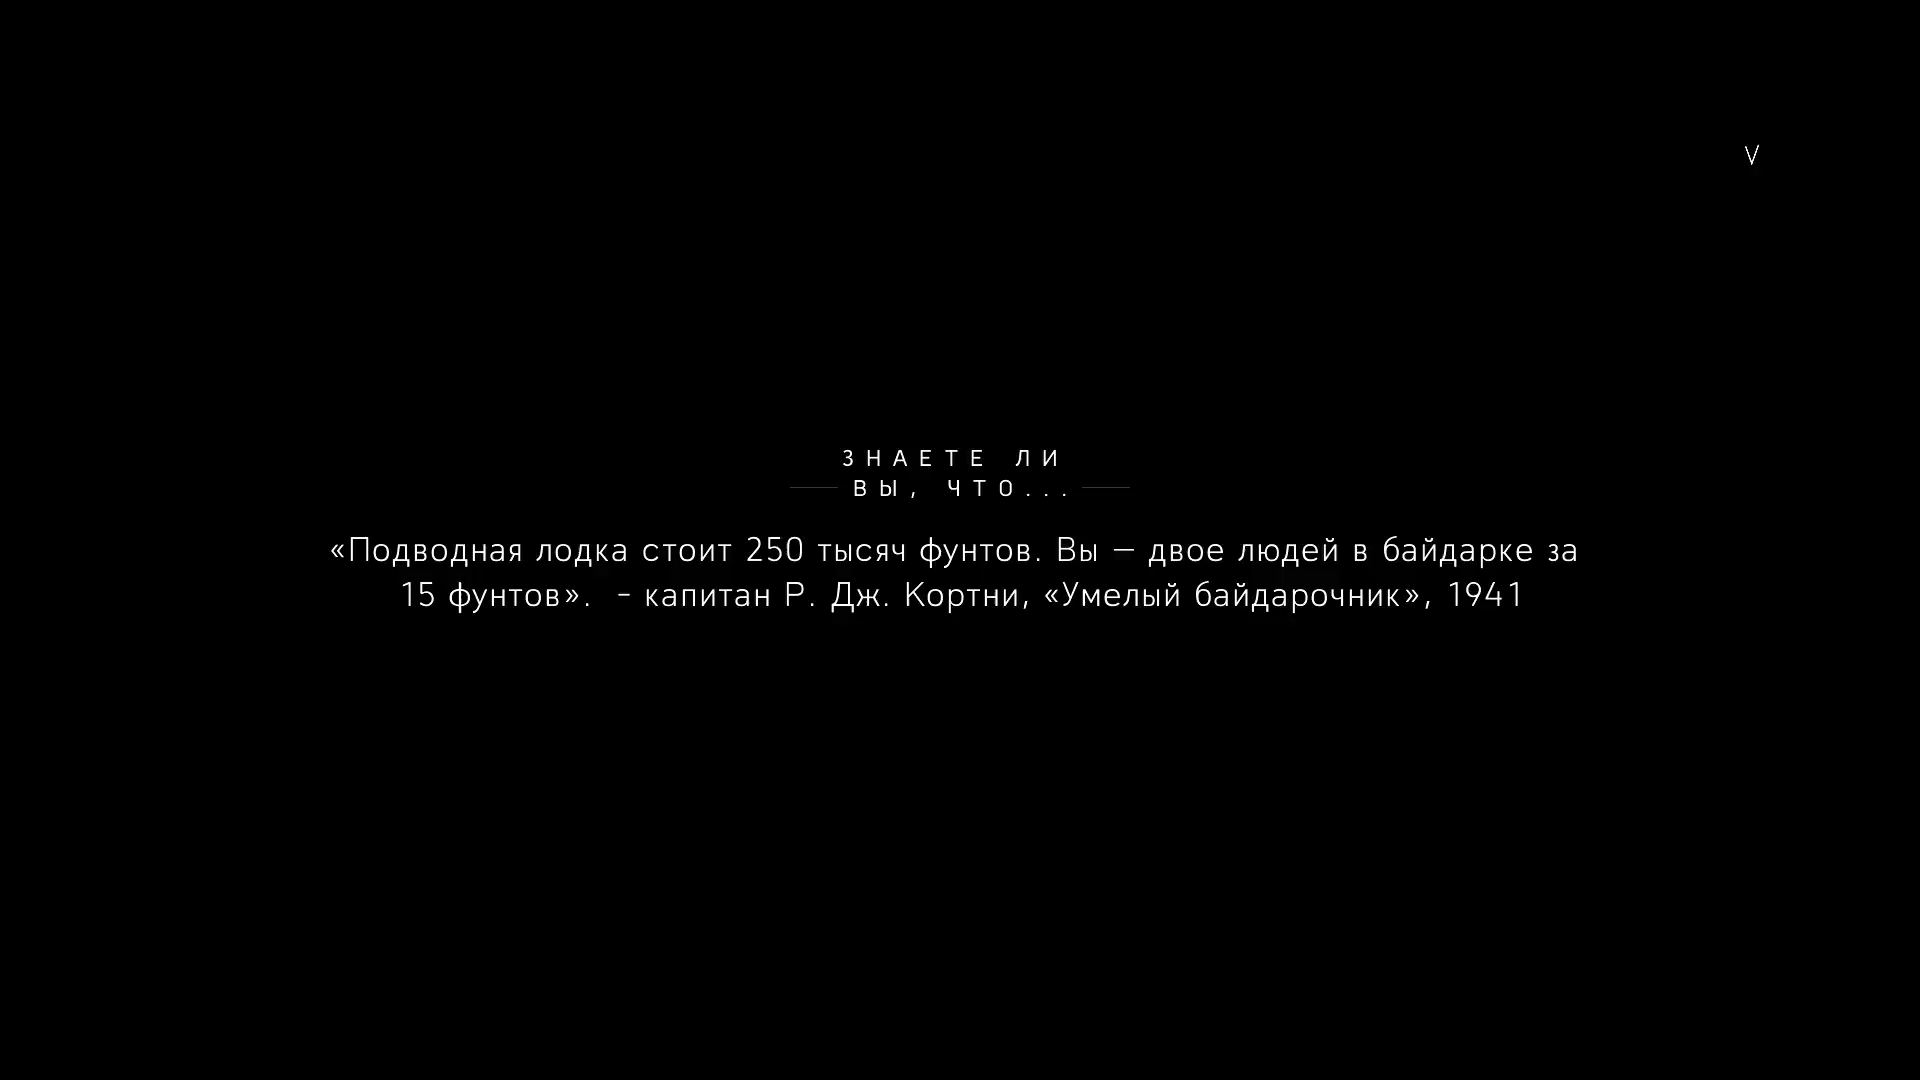 V
ЗНАЕТЕ ЛИ
ВЫ, ЧТО...
«Подводная лодка стоит 250 тысяч фунтов. Вы — двое людей в байдарке за
15 фунтов».  - капитан Р. Дж. Кортни, «Умелый байдарочник», 1941